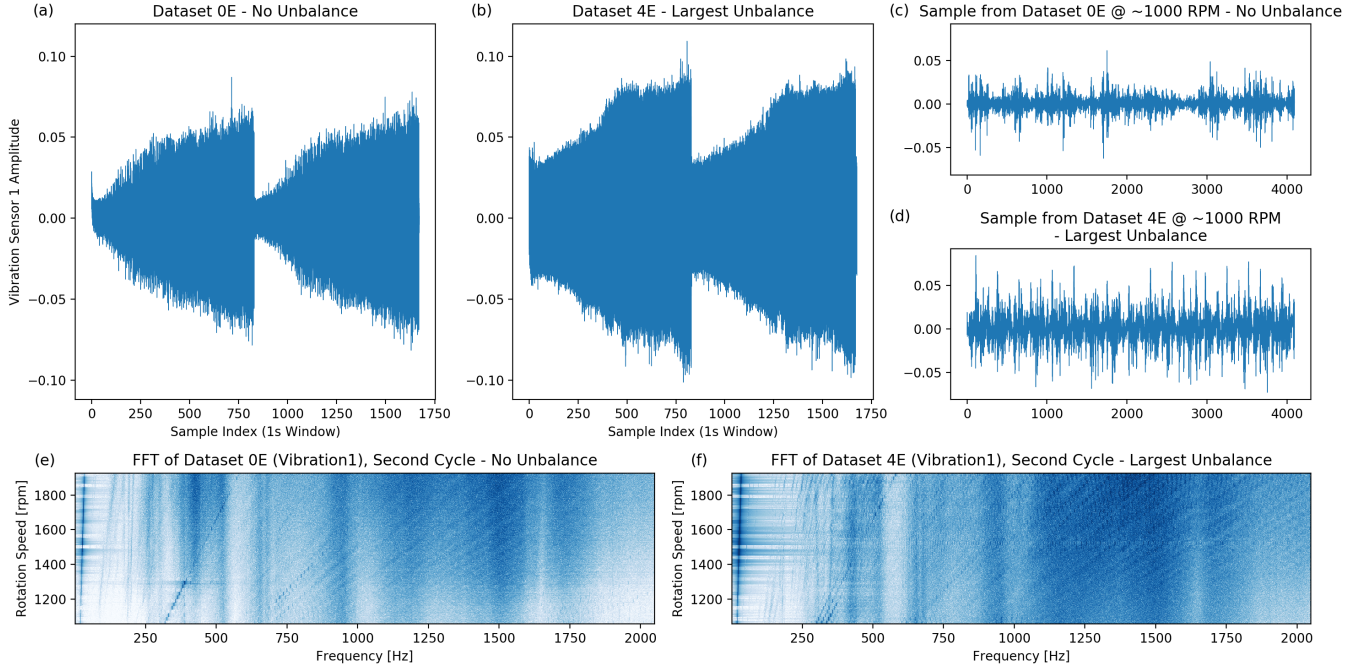 (a)
Dataset 0E - No Unbalance
Vibration Sensor 1 Amplitude
0.10
0.05
0.00
−0.05
−0.10
0 250 500 750 1000 1250 1500 1750
Sample Index (1s Window)
(b)
Dataset 4E - Largest Unbalance
0.10
0.05
0.00
−0.05
−0.10
0 250 500 750 1000 1250 1500 1750
Sample Index (1s Window)
(c) Sample from Dataset 0E @ ~1000 RPM - No Unbalance
0.05
0.00
−0.05
0 1000 2000 3000 4000
(d)
Sample from Dataset 4E @ ~1000 RPM
- Largest Unbalance
0.05
0.00
−0.05
0 1000 2000 3000 4000
(e)
FFT of Dataset 0E (Vibration1), Second Cycle - No Unbalance
Rotation Speed [rpm]
1800
1600
1400
1200
250 500 750 1000 1250 1500 1750 2000
Frequency [Hz]
(f)
FFT of Dataset 4E (Vibration1), Second Cycle - Largest Unbalance
Rotation Speed [rpm]
1800
1600
1400
1200
250 500 750 1000 1250 1500 1750 2000
Frequency [Hz]